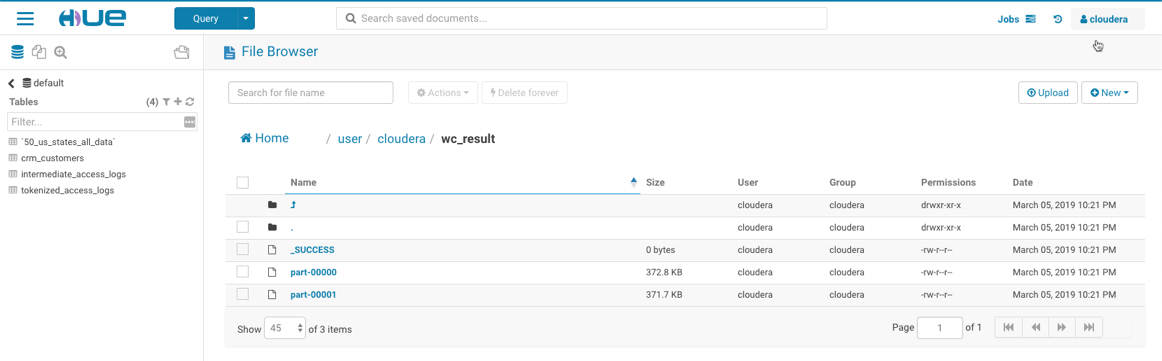 HUE Query Search saved documents... Jobs cloudera
File Browser
default
Tables (4)
Filter...
`50_us_states_all_data`
crm_customers
intermediate_access_logs
tokenized_access_logs
Search for file name Actions Delete forever Upload New
Home / user / cloudera / wc_result
Name Size User Group Permissions Date
cloudera cloudera drwxr-xr-x March 05, 2019 10:21 PM
. cloudera cloudera drwxr-xr-x March 05, 2019 10:21 PM
_SUCCESS 0 bytes cloudera cloudera -rw-r--r-- March 05, 2019 10:21 PM
part-00000 372.8 KB cloudera cloudera -rw-r--r-- March 05, 2019 10:21 PM
part-00001 371.7 KB cloudera cloudera -rw-r--r-- March 05, 2019 10:21 PM
Show 45 of 3 items Page 1 of 1